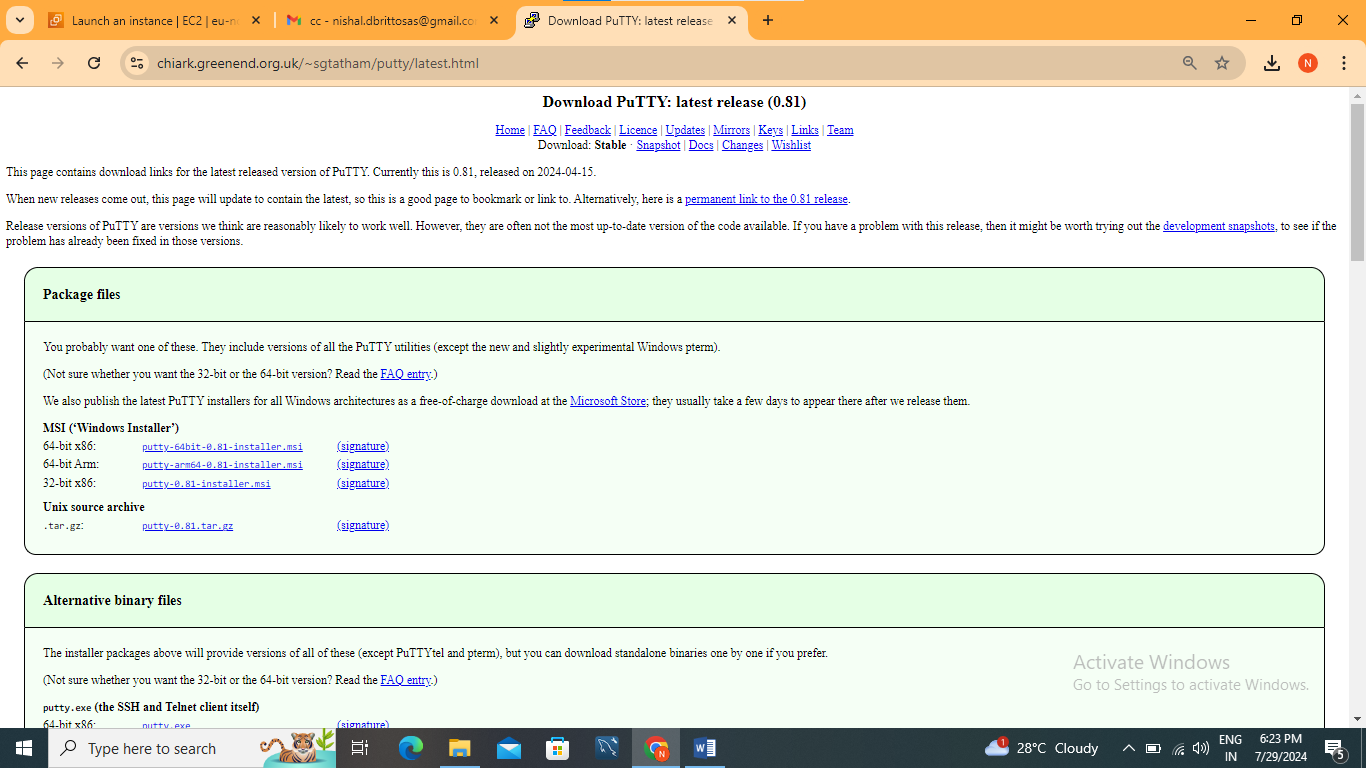 Launch an instance | EC2 | eu-n
cc - nishal.dbrittosas@gmail.co
Download PuTTY: latest release
chiark.greenend.org.uk/~sgtatham/putty/latest.html
N
Download PuTTY: latest release (0.81)
Home | FAQ | Feedback | Licence | Updates | Mirrors | Keys | Links | Team
Download: Stable · Snapshot | Docs | Changes | Wishlist
This page contains download links for the latest released version of PuTTY. Currently this is 0.81, released on 2024-04-15.
When new releases come out, this page will update to contain the latest, so this is a good page to bookmark or link to. Alternatively, here is a permanent link to the 0.81 release.
Release versions of PuTTY are versions we think are reasonably likely to work well. However, they are often not the most up-to-date version of the code available. If you have a problem with this release, then it might be worth trying out the development snapshots, to see if the
problem has already been fixed in those versions.
Package files
You probably want one of these. They include versions of all the PuTTY utilities (except the new and slightly experimental Windows pterm).
(Not sure whether you want the 32-bit or the 64-bit version? Read the FAQ entry.)
We also publish the latest PuTTY installers for all Windows architectures as a free-of-charge download at the Microsoft Store; they usually take a few days to appear there after we release them.
MSI (‘Windows Installer’)
64-bit x86: putty-64bit-0.81-installer.msi (signature)
64-bit Arm: putty-arm64-0.81-installer.msi (signature)
32-bit x86: putty-0.81-installer.msi (signature)
Unix source archive
.tar.gz: putty-0.81.tar.gz (signature)
Alternative binary files
The installer packages above will provide versions of all of these (except PuTTYtel and pterm), but you can download standalone binaries one by one if you prefer.
(Not sure whether you want the 32-bit or the 64-bit version? Read the FAQ entry.)
putty.exe (the SSH and Telnet client itself)
64-bit x86: putty.exe (signature)
Activate Windows
Go to Settings to activate Windows.
Type here to search
N
W
1
28°C Cloudy
ENG
IN
6:23 PM
7/29/2024
5